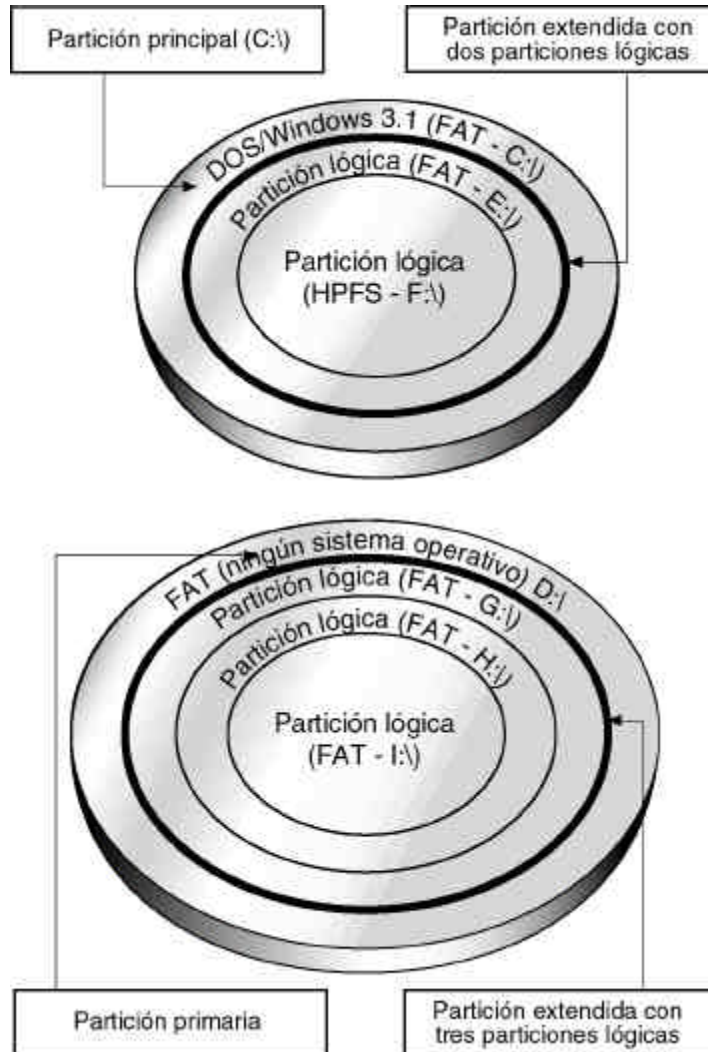 Partición principal (C:\)
Partición extendida con
dos particiones lógicas
DOS/Windows 3.1 (FAT - C:\)
Partición lógica (FAT - E:\)
Partición lógica
(HPFS - F:\)
FAT (ningún sistema operativo) D:\
Partición lógica (FAT - G:\)
Partición lógica (FAT - H:\)
Partición lógica
(FAT - I:\)
Partición primaria
Partición extendida con
tres particiones lógicas